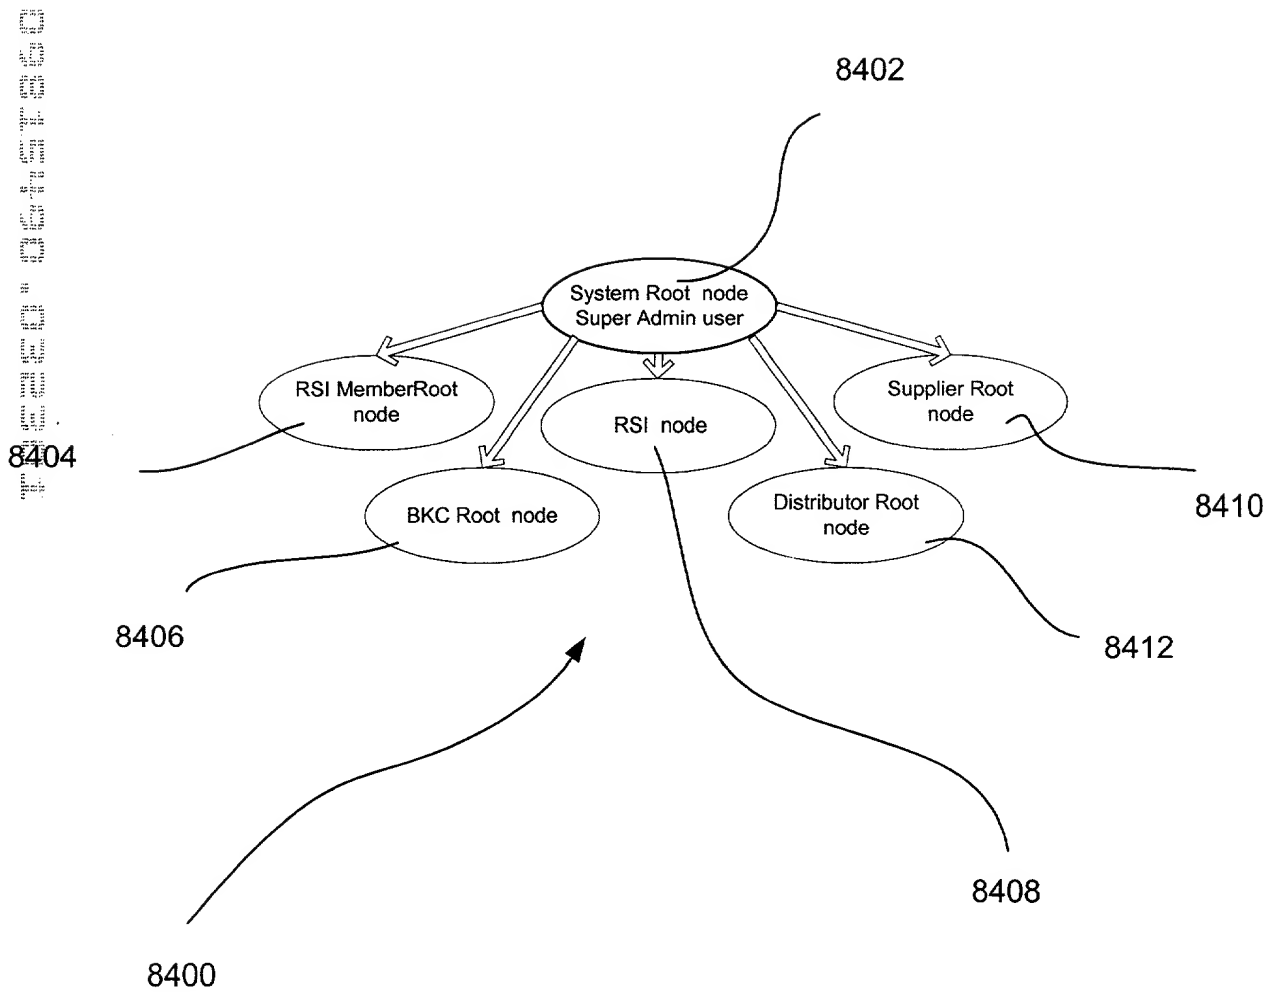 8402
System Root node
Super Admin user
RSI MemberRoot
node
RSI node
Supplier Root
node
8404
BKC Root node
Distributor Root
node
8410
8406
8412
8408
8400